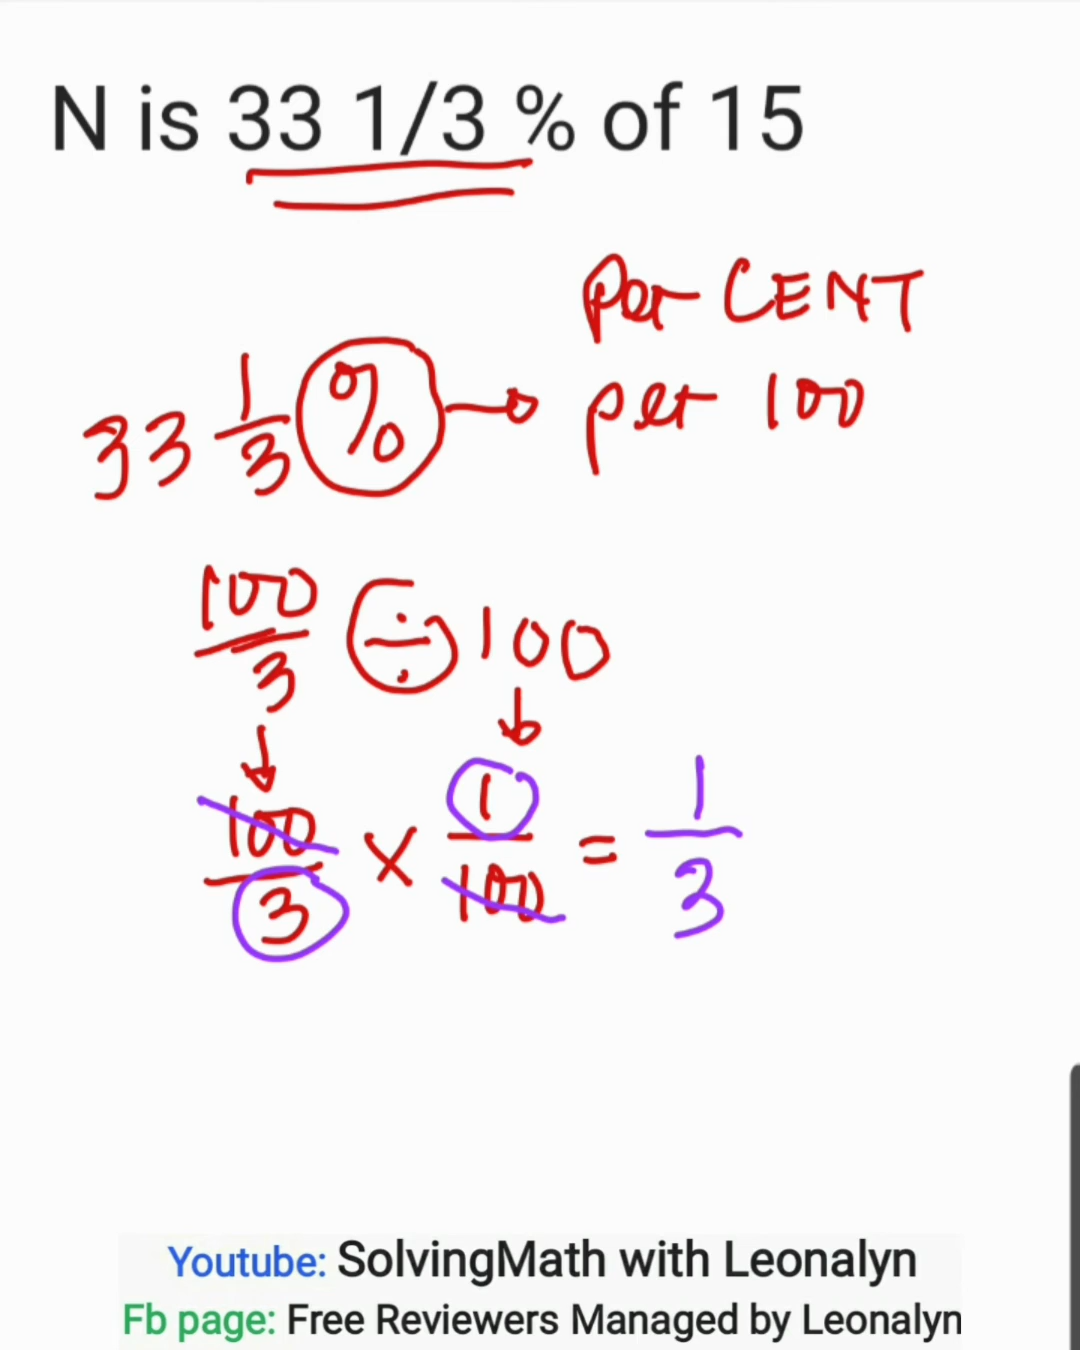 N is 33 1/3 % of 15
per CENT
33 1/3 % → per 100
100/3 ÷ 100
100/3 x 1/100 = 1/3
Youtube: SolvingMath with Leonalyn
Fb page: Free Reviewers Managed by Leonalyn